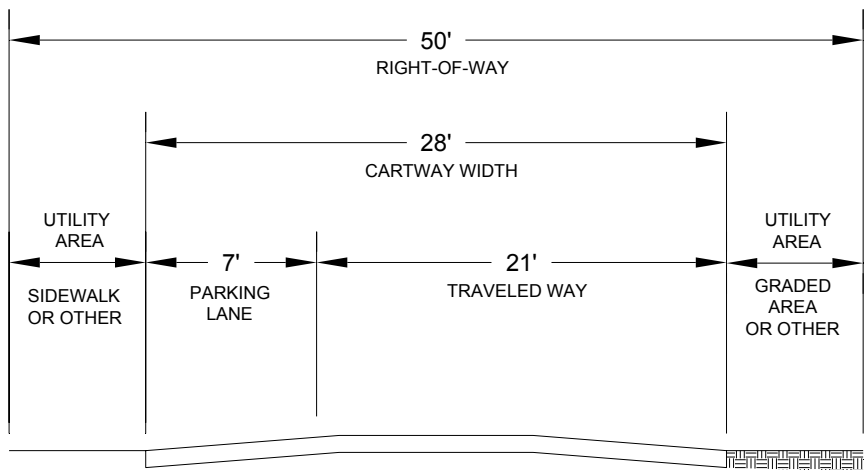 50'
RIGHT-OF-WAY
28'
CARTWAY WIDTH
UTILITY
AREA
SIDEWALK
OR OTHER
7'
PARKING
LANE
21'
TRAVELED WAY
UTILITY
AREA
GRADED
AREA
OR OTHER